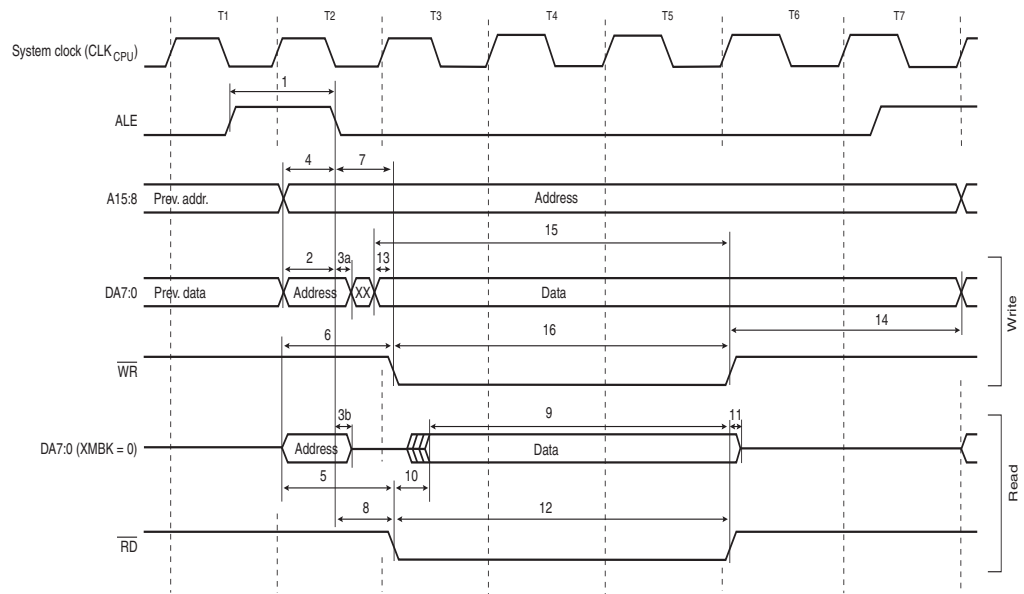 T1 T2 T3 T4 T5 T6 T7
System clock (CLK CPU)
1
ALE
4 7
A15:8 Prev. addr. Address
15
2 3a 13
DA7:0 Prev. data Address XX Data
14
6 16
WR
Write
3b 9 11
DA7:0 (XMBK = 0) Address Data
5 10
8 12
RD
Read